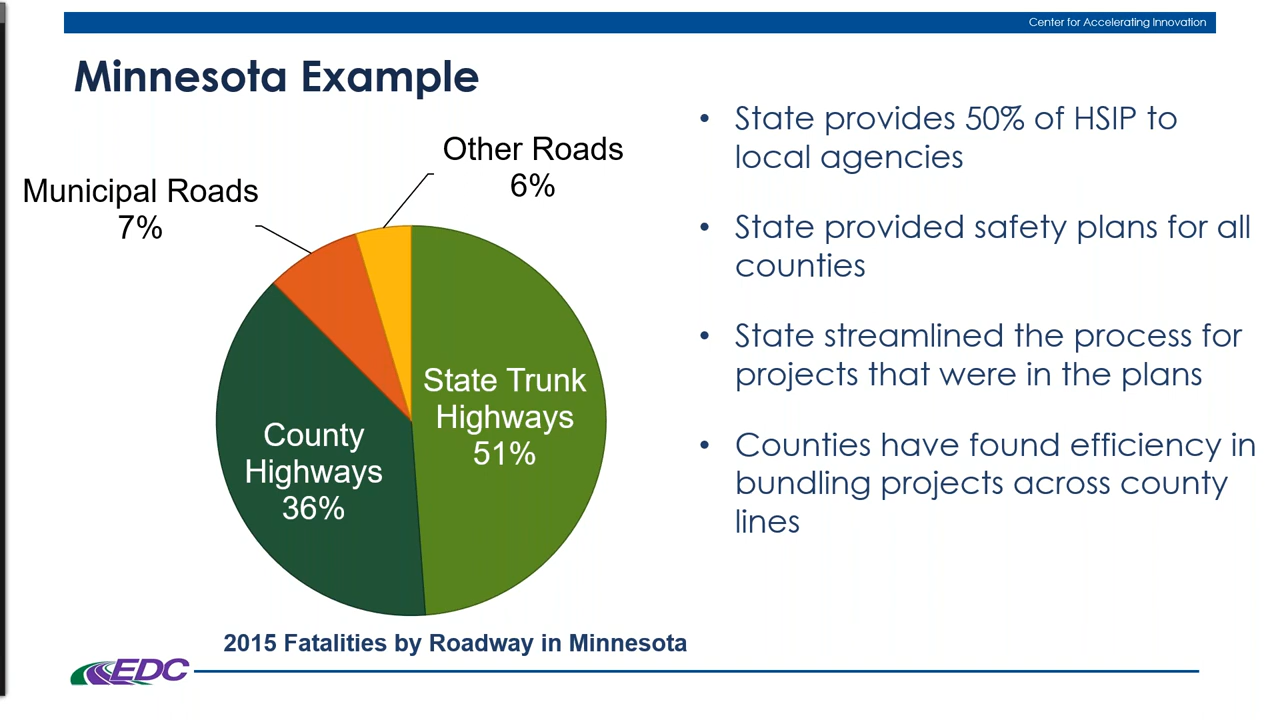 Center for Accelerating Innovation
Minnesota Example
Other Roads
6%
Municipal Roads
7%
State Trunk
Highways
51%
County
Highways
36%
2015 Fatalities by Roadway in Minnesota
• State provides 50% of HSIP to
local agencies
• State provided safety plans for all
counties
• State streamlined the process for
projects that were in the plans
• Counties have found efficiency in
bundling projects across county
lines
EDC